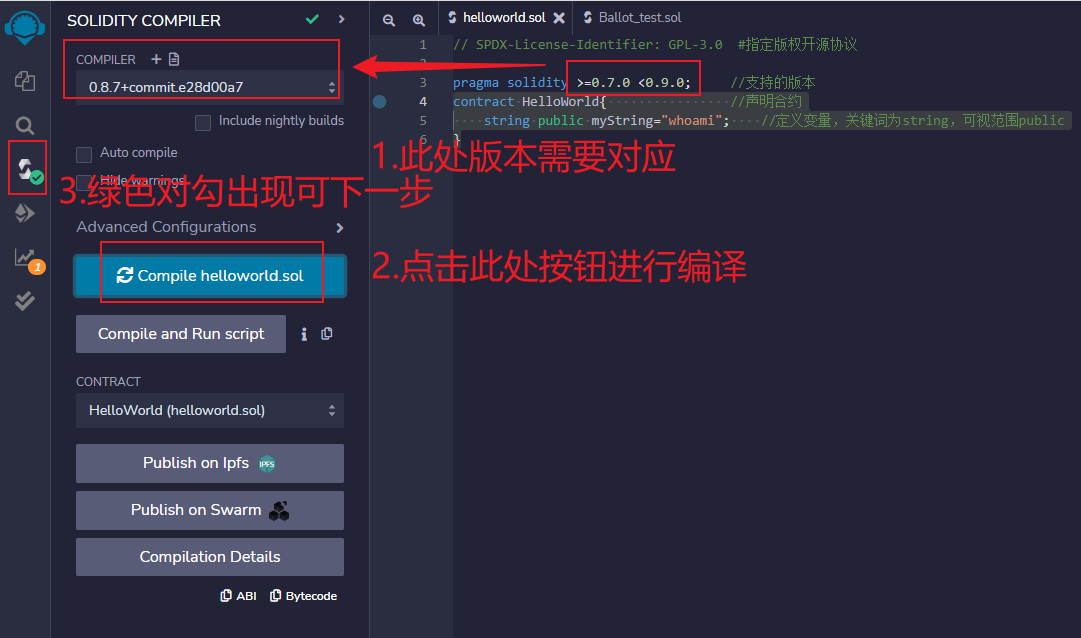 SOLIDITY COMPILER
COMPILER
0.8.7+commit.e28d00a7
Include nightly builds
Auto compile
Hide warnings
3.绿色对勾出现可下一步
Advanced Configurations
Compile helloworld.sol
Compile and Run script
CONTRACT
HelloWorld (helloworld.sol)
Publish on Ipfs IPFS
Publish on Swarm
Compilation Details
ABI Bytecode
1
helloworld.sol Ballot_test.sol
1 // SPDX-License-Identifier: GPL-3.0 #指定版权开源协议
2
3 pragma solidity >=0.7.0 <0.9.0; //支持的版本
4 contract HelloWorld{ //声明合约
5 string public myString="whoami"; //定义变量，关键词为string，可视范围public
6 }
1.此处版本需要对应
2.点击此处按钮进行编译